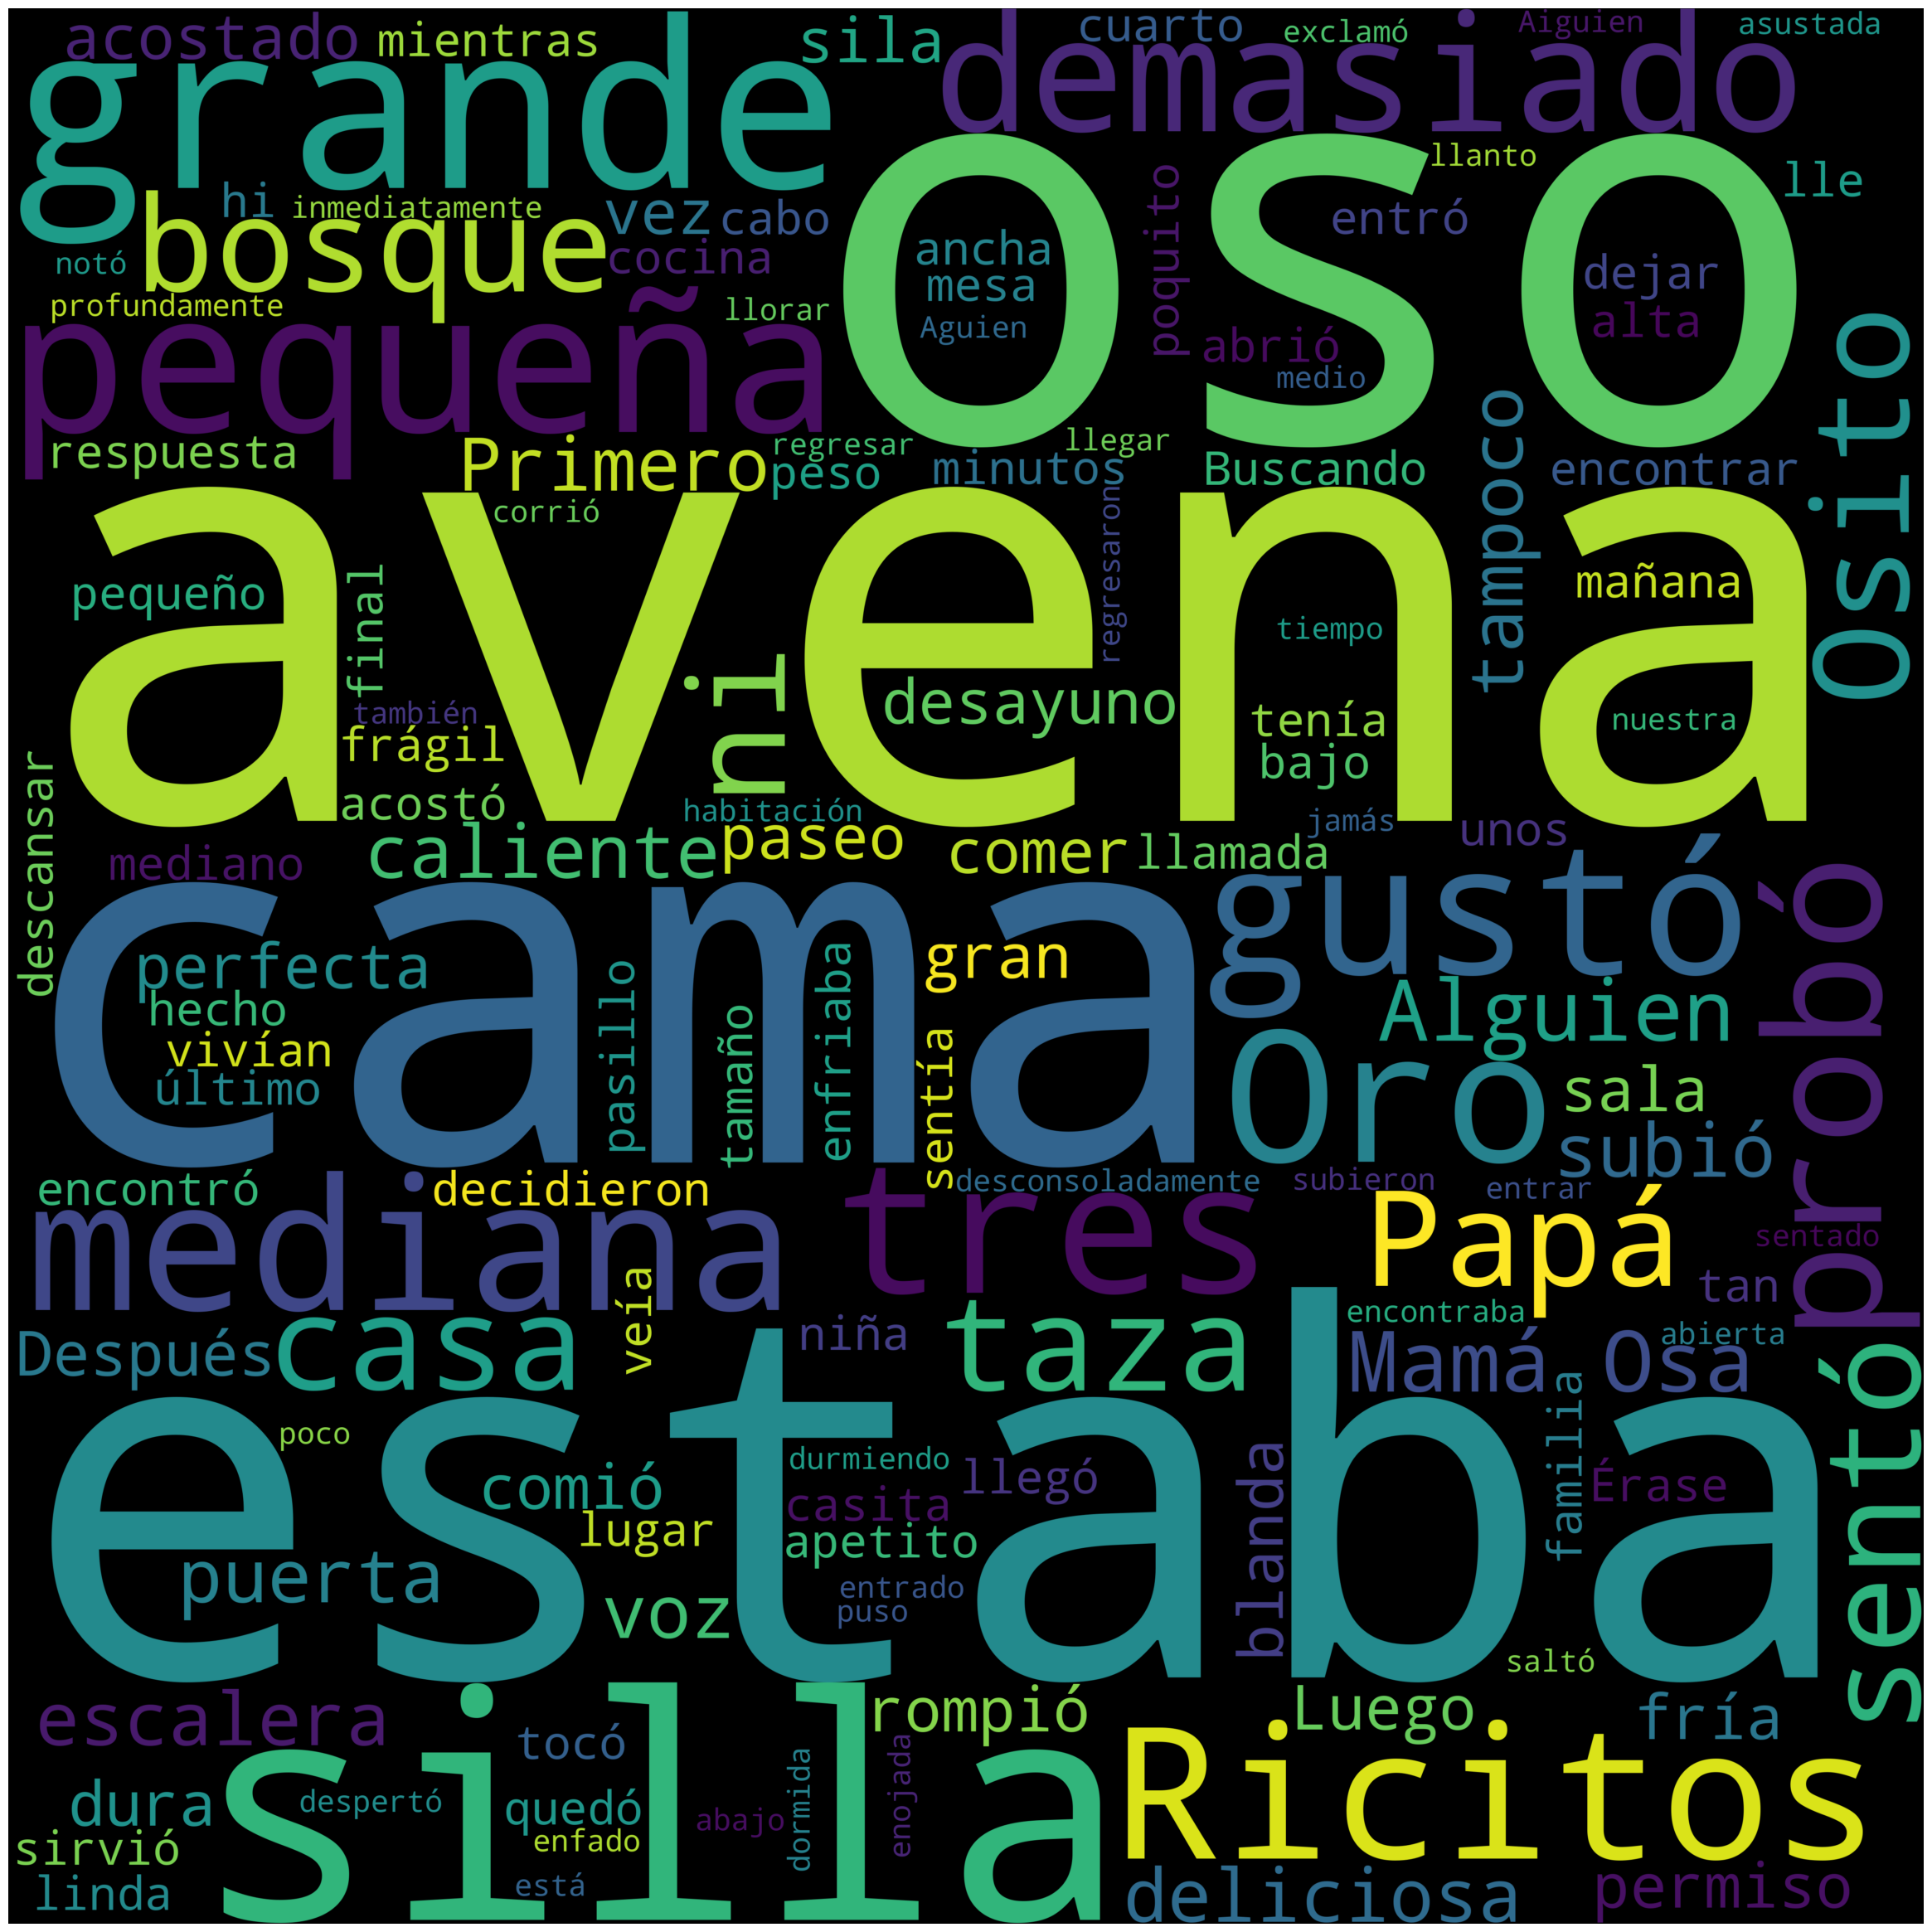 acostado
mientras
sila
cuarto
exclamó
Aiguien
asustada
grande
demasiado
oso
llanto
lle
hi
inmediatamente
vez
cabo
poquito
entró
bosque
ancha
notó
cocina
mesa
dejar
profundamente
llorar
Aguien
alta
pequeña
abrió
medio
Osito
respuesta
Primero
regresar
llegar
peso
minutos
Buscando
tampoco
encontrar
corrió
avena
regresaron
pequeño
final
mañana
tiempo
ni
desayuno
tenía
nuestra
también
frágil
bajo
descansar
acostó
habitación
jamás
caliente
paseo
comer
llamada
unos
mediano
cama
gustó
probó
perfecta
pasillo
tamaño
enfriaba
gran
sentía
Alguien
hecho
vivían
último
Oro
sala
subió
encontró
decidieron
desconsoladamente
subieron
entrar
mediana
tres
Papá
sentado
tan
veía
encontraba
Después
casa
niña
taza
Mamá Osa
abierta
sentó
estaba
poco
durmiendo
comió
llegó
blanda
familia
Érase
casita
lugar
apetito
puerta
entrado
puso
voz
saltó
escalera
silla
rompió
Luego
fría
tocó
enojada
Ricitos
dura
despertó
quedó
abajo
dormida
sirvió
enfado
linda
está
deliciosa
permiso